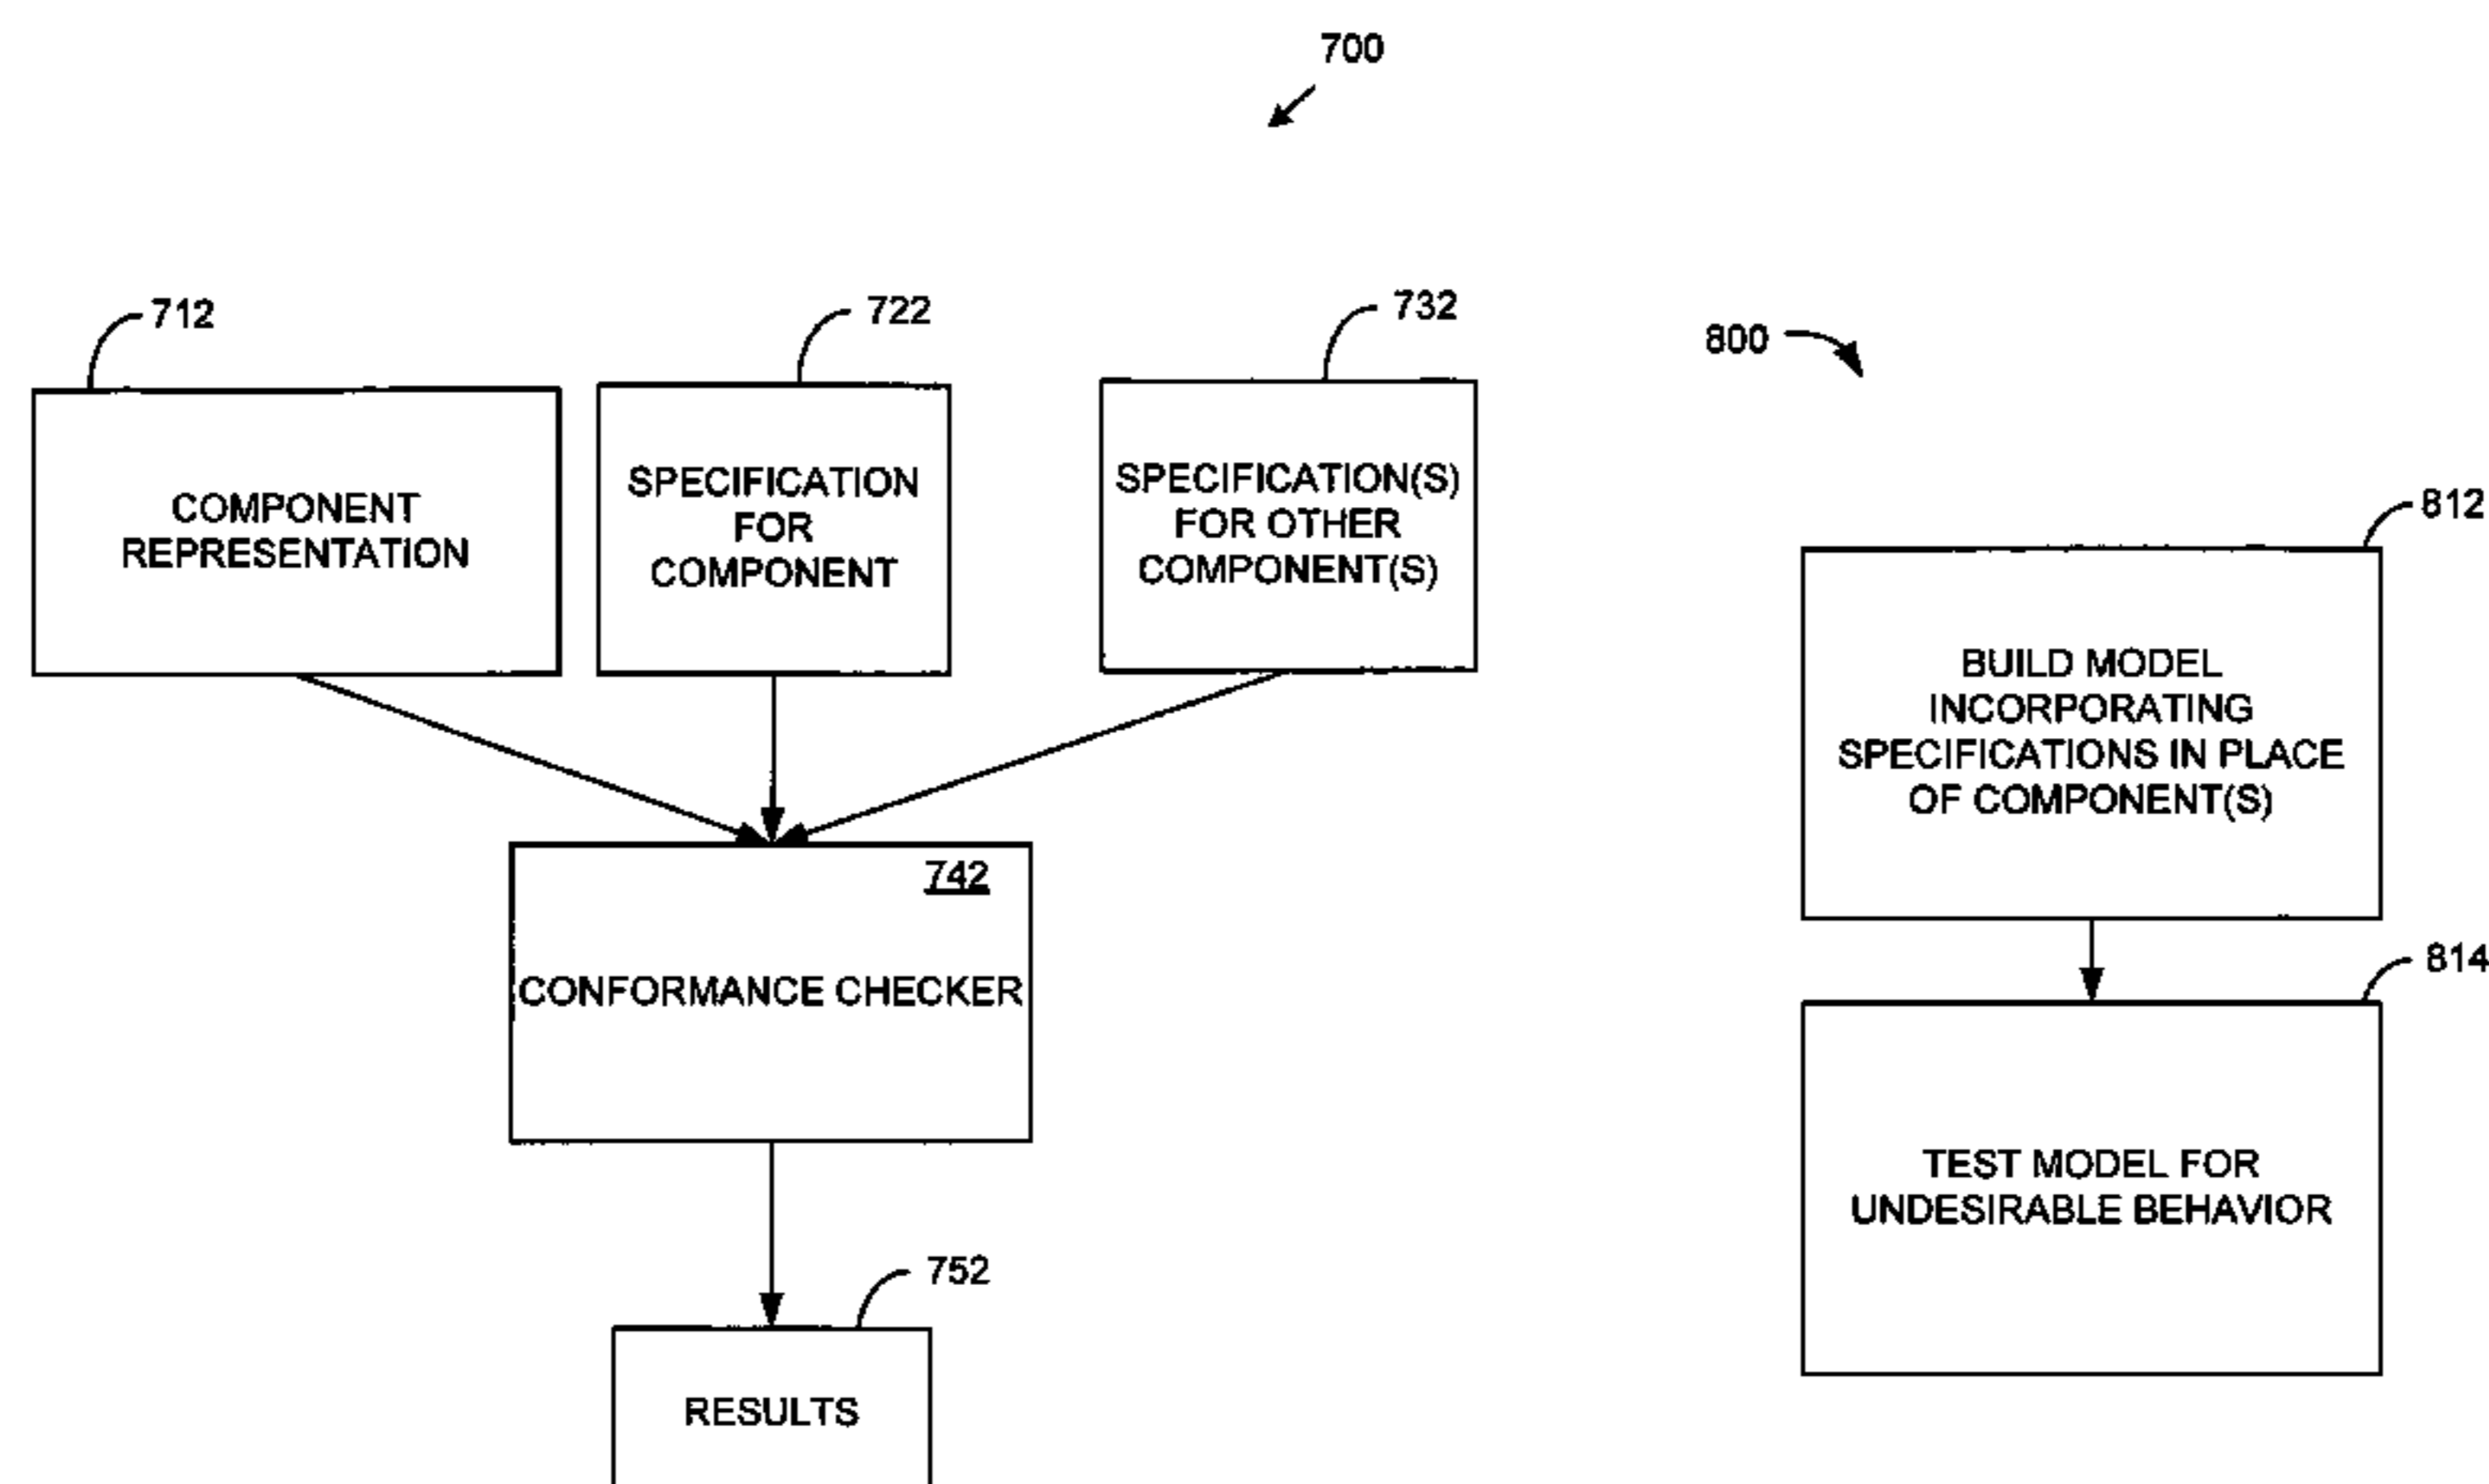 700
712
722
732
COMPONENT
REPRESENTATION
SPECIFICATION
FOR
COMPONENT
SPECIFICATION(S)
FOR OTHER
COMPONENT(S)
742
CONFORMANCE CHECKER
752
RESULTS
800
812
BUILD MODEL
INCORPORATING
SPECIFICATIONS IN PLACE
OF COMPONENT(S)
814
TEST MODEL FOR
UNDESIRABLE BEHAVIOR